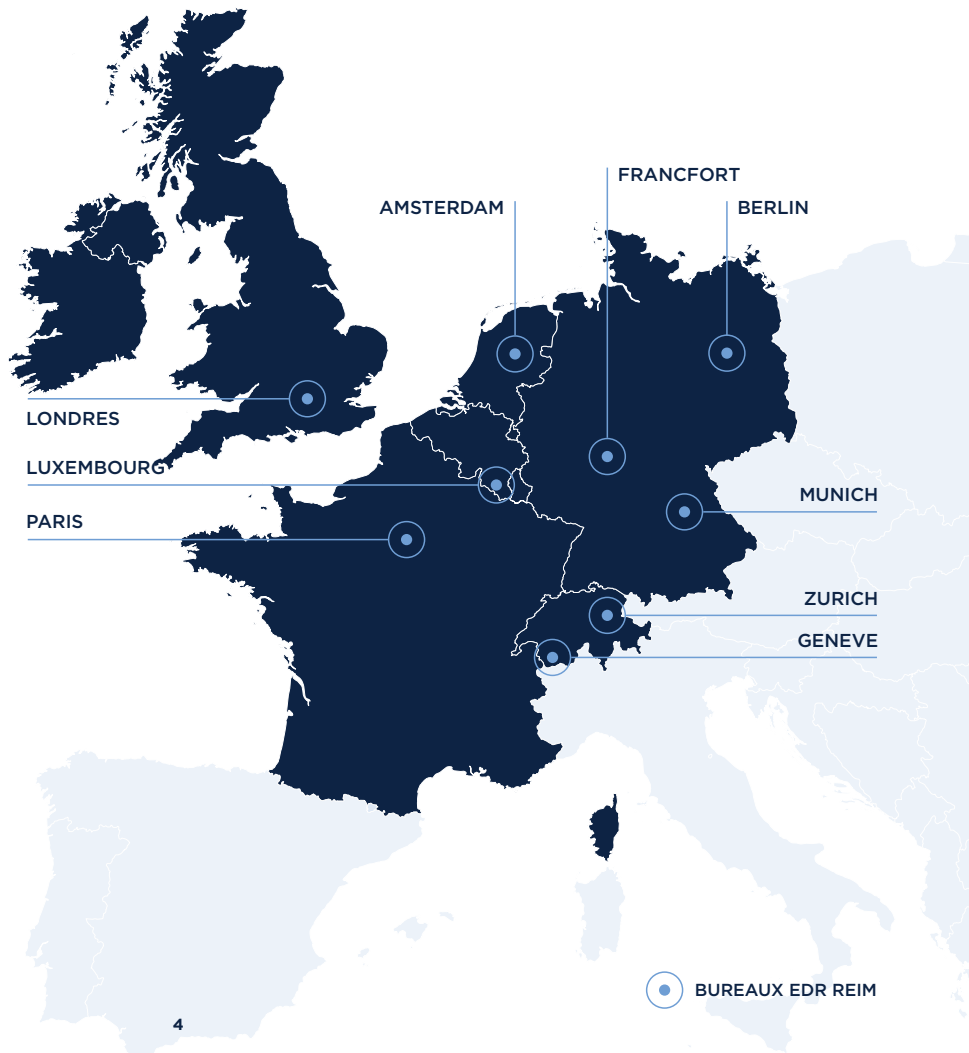 FRANCFORT
AMSTERDAM
BERLIN
LONDRES
LUXEMBOURG
MUNICH
PARIS
ZURICH
GENEVE
BUREAUX EDR REIM
4